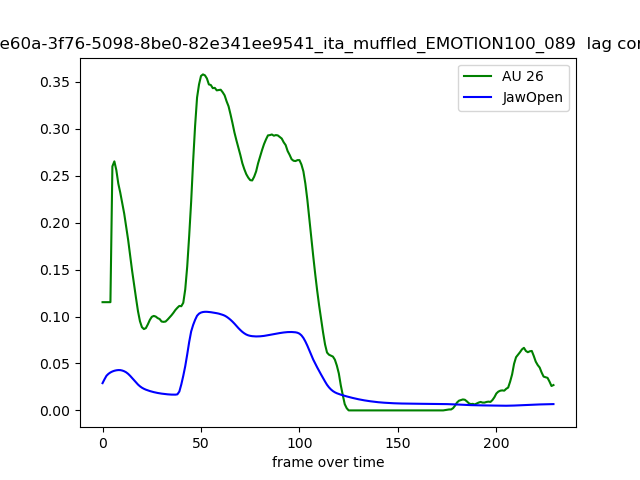 e60a-3f76-5098-8be0-82e341ee9541_ita_muffled_EMOTION100_089 lag cor
AU 26
JawOpen
0.35
0.30
0.25
0.20
0.15
0.10
0.05
0.00
0 50 100 150 200
frame over time